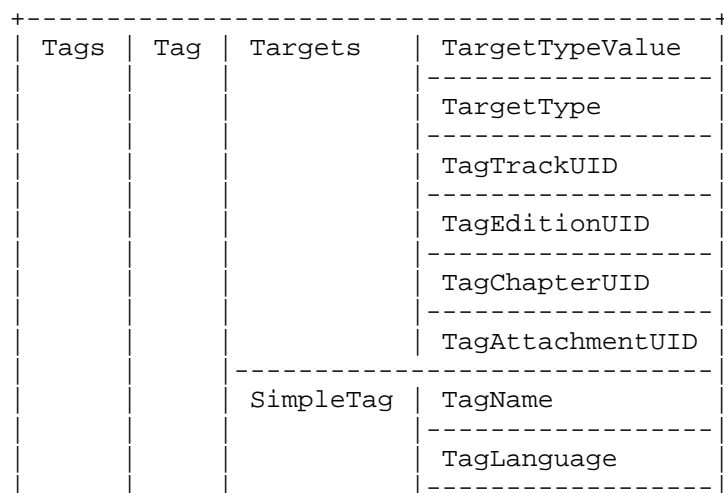 +-------------------------------------------+
| Tags | Tag | Targets | TargetTypeValue |
| | | |------------------|
| | | | TargetType |
| | | |------------------|
| | | | TagTrackUID |
| | | |------------------|
| | | | TagEditionUID |
| | | |------------------|
| | | | TagChapterUID |
| | | |------------------|
| | | | TagAttachmentUID |
| | |------------------------------|
| | | SimpleTag | TagName |
| | | |------------------|
| | | | TagLanguage |
| | | |------------------|